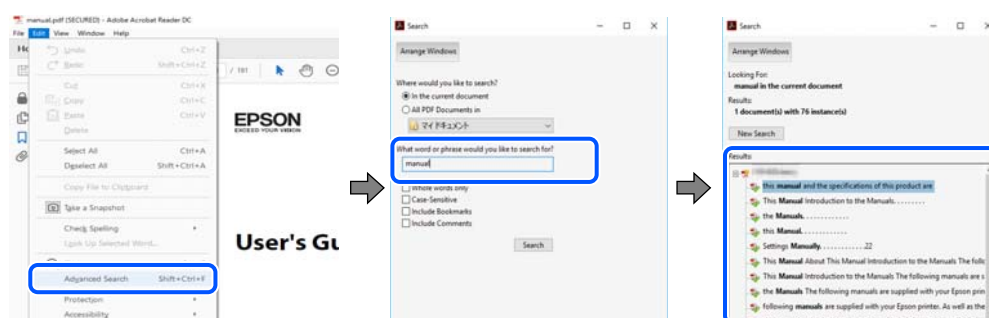 manual.pdf (SECURED) - Adobe Acrobat Reader DC
File Edit View Window Help
Undo Ctrl+Z
Redo Shift+Ctrl+Z
Cut Ctrl+X
Copy Ctrl+C
Paste Ctrl+V
Delete
Select All Ctrl+A
Deselect All Shift+Ctrl+A
Copy File to Clipboard
Take a Snapshot
Check Spelling
Look Up Selected Word...
Advanced Search Shift+Ctrl+F
Protection
Accessibility
/ 181
EPSON
EXCEED YOUR VISION
User's Gu
Search
Arrange Windows
Where would you like to search?
In the current document
All PDF Documents in
マイ ドキュメント
What word or phrase would you like to search for?
manual
Whole words only
Case-Sensitive
Include Bookmarks
Include Comments
Search
Search
Arrange Windows
Looking For:
manual in the current document
Results:
1 document(s) with 76 instance(s)
New Search
Results:
this manual and the specifications of this product are
This Manual Introduction to the Manuals. . . . . . . . .
the Manuals. . . . . . . . . . . . .
this Manual. . . . . . . . . . . . .
Settings Manually. . . . . . . . . . . . .22
This Manual About This Manual Introduction to the Manuals The follo
This Manual Introduction to the Manuals The following manuals are s
the Manuals The following manuals are supplied with your Epson prin
following manuals are supplied with your Epson printer. As well as the